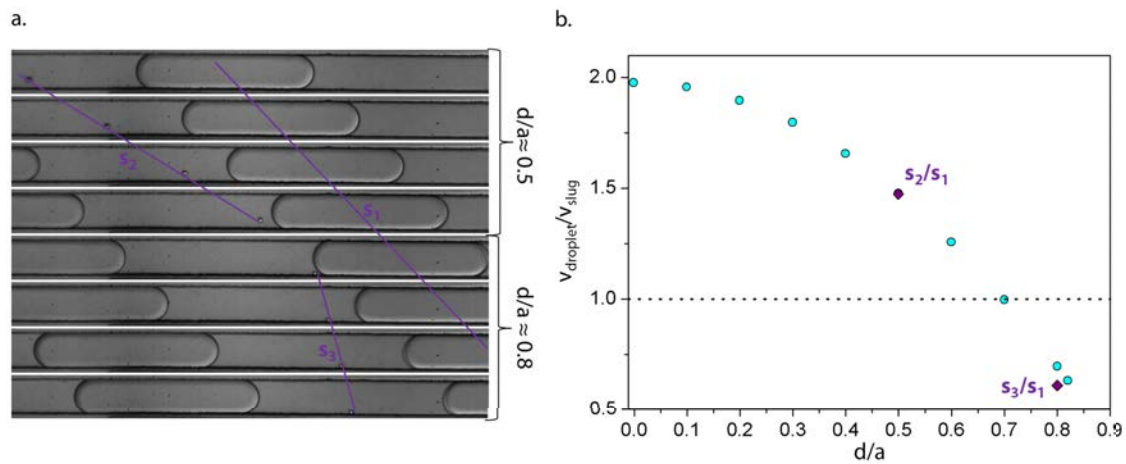 a.
s₁
s₂
s₃
d/a≈ 0.5
d/a ≈ 0.8
b.
v_droplet/v_slug
2.0
1.5
1.0
0.5
s₂/s₁
s₃/s₁
0.0 0.1 0.2 0.3 0.4 0.5 0.6 0.7 0.8 0.9
d/a